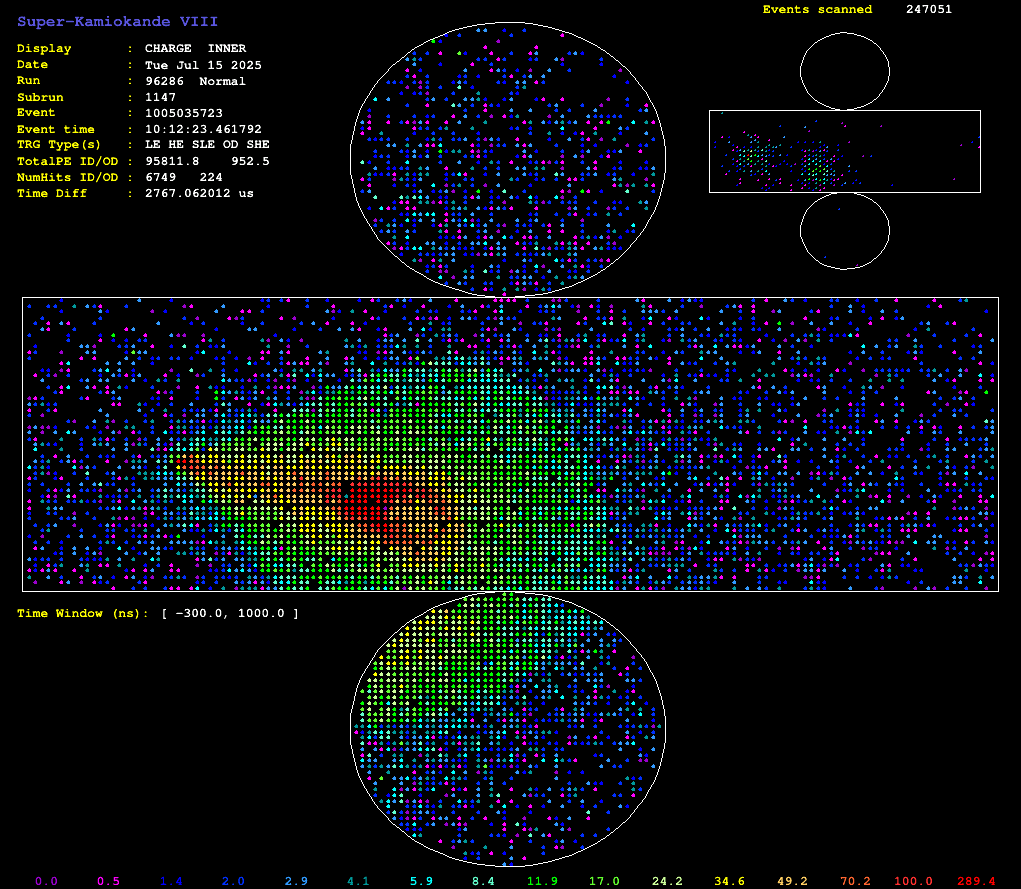 Super-Kamiokande VIII
Display : CHARGE INNER
Date : Tue Jul 15 2025
Run : 96286 Normal
Subrun : 1147
Event : 1005035723
Event time : 10:12:23.461792
TRG Type(s) : LE HE SLE OD SHE
TotalPE ID/OD : 95811.8 952.5
NumHits ID/OD : 6749 224
Time Diff : 2767.062012 us
Events scanned 247051
Time Window (ns): [ -300.0, 1000.0 ]
0.0 0.5 1.4 2.0 2.9 4.1 5.9 8.4 11.9 17.0 24.2 34.6 49.2 70.2 100.0 289.4